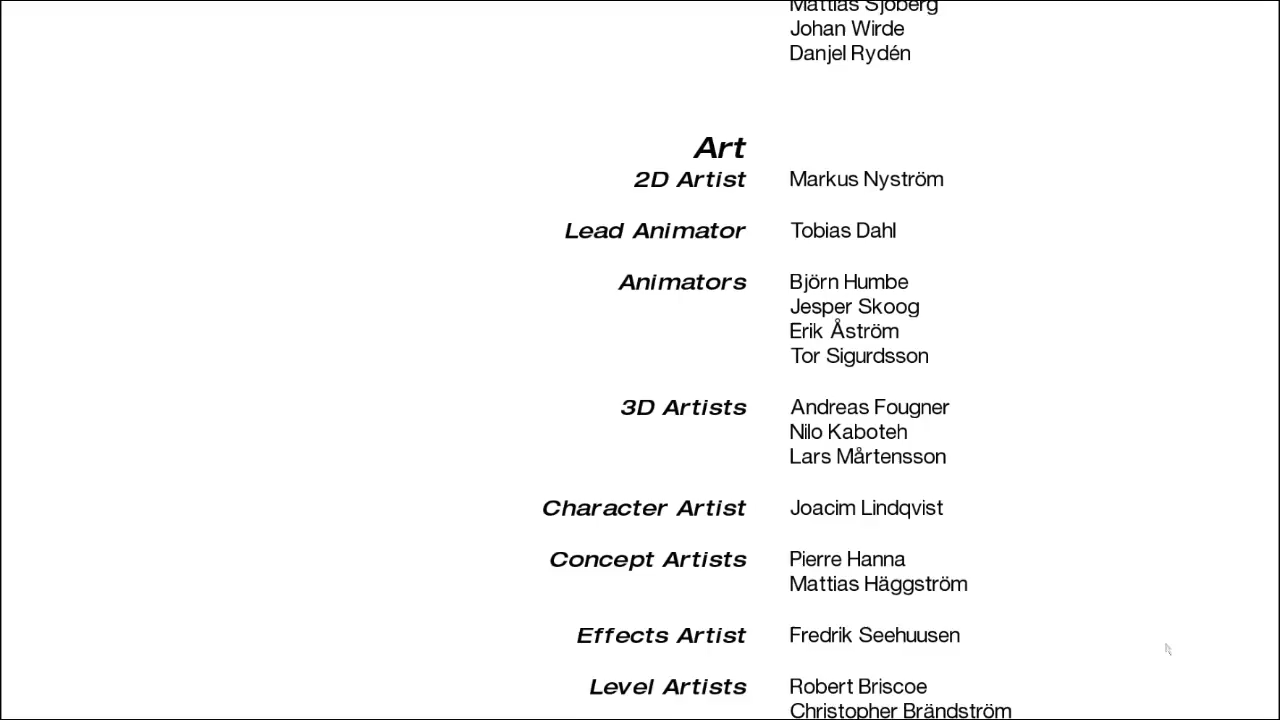 Mattias Sjöberg
Johan Wirde
Danjel Rydén
Art
2D Artist Markus Nyström
Lead Animator Tobias Dahl
Animators Björn Humbe
Jesper Skoog
Erik Åström
Tor Sigurdsson
3D Artists Andreas Fougner
Nilo Kaboteh
Lars Mårtensson
Character Artist Joacim Lindqvist
Concept Artists Pierre Hanna
Mattias Häggström
Effects Artist Fredrik Seehuusen
Level Artists Robert Briscoe
Christopher Brändström